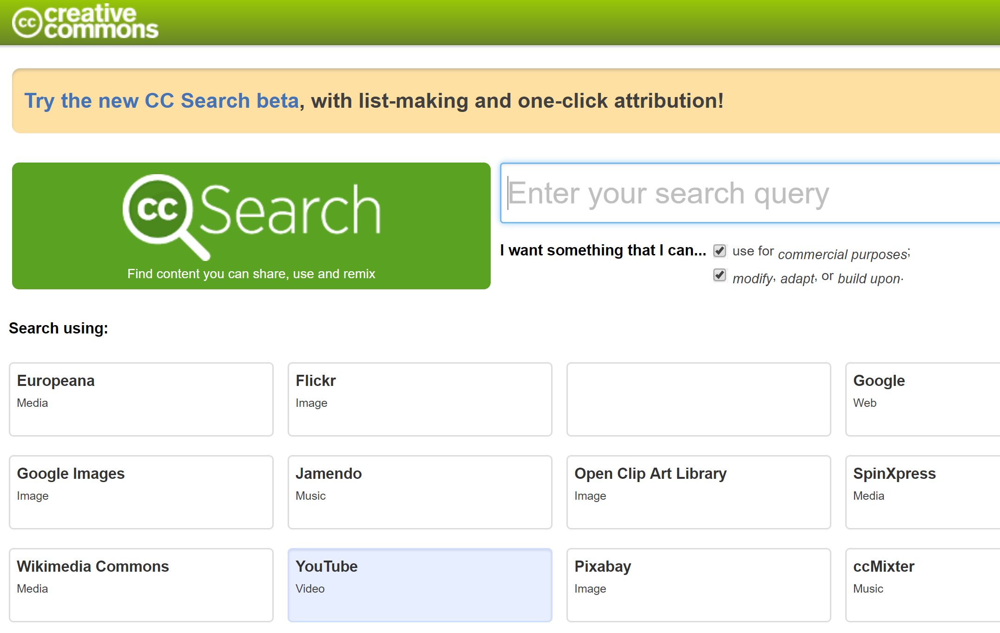 cc creative
commons
Try the new CC Search beta, with list-making and one-click attribution!
cc Search
Find content you can share, use and remix
Enter your search query
I want something that I can... use for commercial purposes;
modify, adapt, or build upon.
Search using:
Europeana
Media
Flickr
Image
Google
Web
Google Images
Image
Jamendo
Music
Open Clip Art Library
Image
SpinXpress
Media
Wikimedia Commons
Media
YouTube
Video
Pixabay
Image
ccMixter
Music